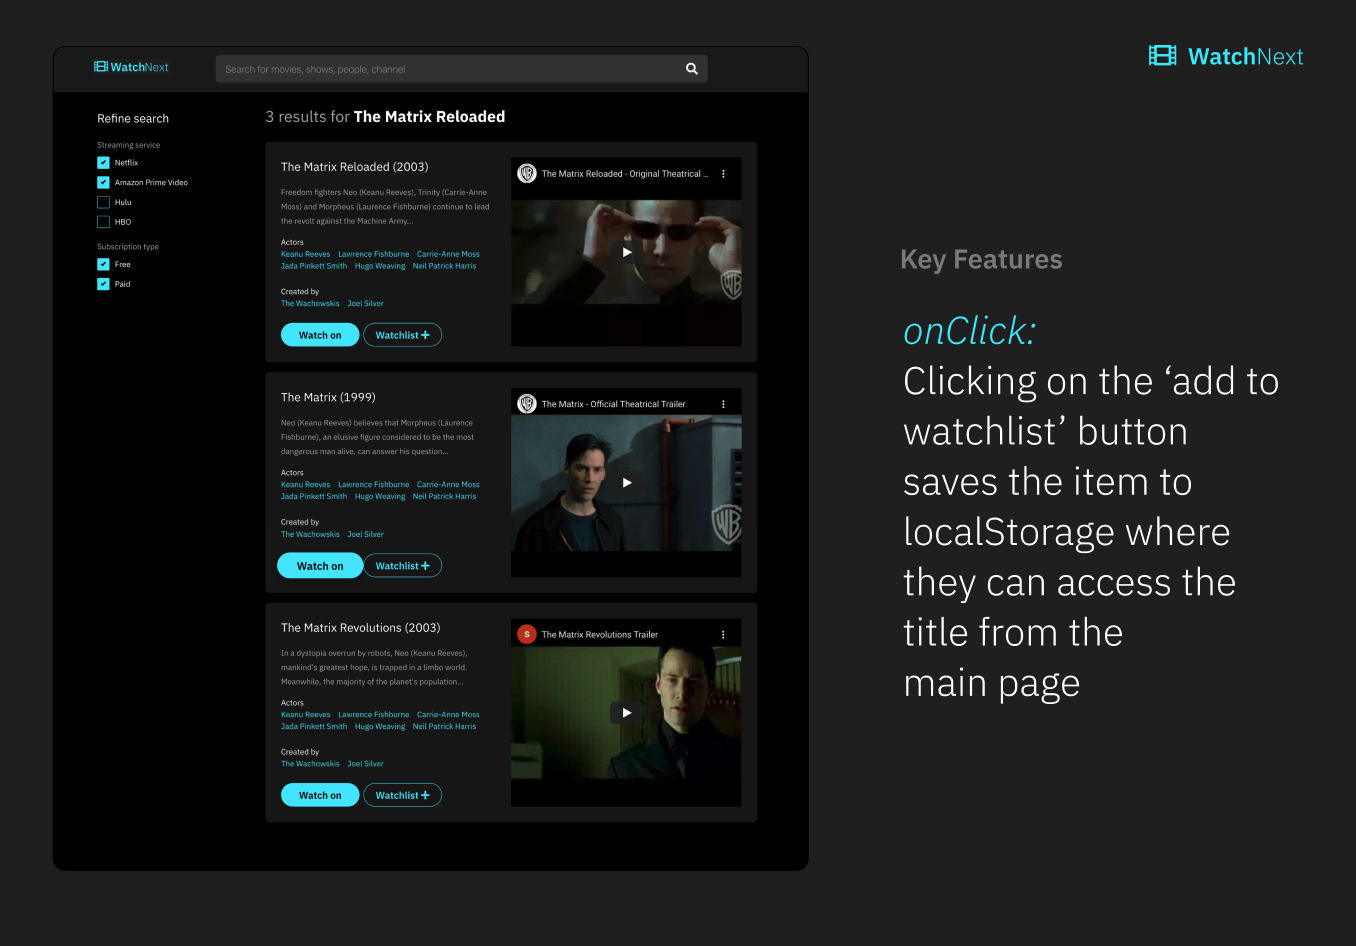 WatchNext
Search for movies, shows, people, channel
WatchNext
Refine search
Streaming service
Netflix
Amazon Prime Video
Hulu
HBO
Subscription type
Free
Paid
3 results for The Matrix Reloaded
The Matrix Reloaded (2003)
Freedom fighters Neo (Keanu Reeves), Trinity (Carrie-Anne
Moss) and Morpheus (Laurence Fishburne) continue to lead
the revolt against the Machine Army...
Actors
Keanu Reeves Lawrence Fishburne Carrie-Anne Moss
Jada Pinkett Smith Hugo Weaving Neil Patrick Harris
Created by
The Wachowskis Joel Silver
Watch on Watchlist +
The Matrix Reloaded - Original Theatrical ...
WB
The Matrix (1999)
Neo (Keanu Reeves) believes that Morpheus (Laurence
Fishburne), an elusive figure considered to be the most
dangerous man alive, can answer his question...
Actors
Keanu Reeves Lawrence Fishburne Carrie-Anne Moss
Jada Pinkett Smith Hugo Weaving Neil Patrick Harris
Created by
The Wachowskis Joel Silver
Watch on Watchlist +
The Matrix - Official Theatrical Trailer
WB
The Matrix Revolutions (2003)
In a dystopia overrun by robots, Neo (Keanu Reeves),
mankind's greatest hope, is trapped in a limbo world.
Meanwhile, the majority of the planet's population...
Actors
Keanu Reeves Lawrence Fishburne Carrie-Anne Moss
Jada Pinkett Smith Hugo Weaving Neil Patrick Harris
Created by
The Wachowskis Joel Silver
Watch on Watchlist +
S The Matrix Revolutions Trailer
Key Features
onClick:
Clicking on the ‘add to
watchlist’ button
saves the item to
localStorage where
they can access the
title from the
main page